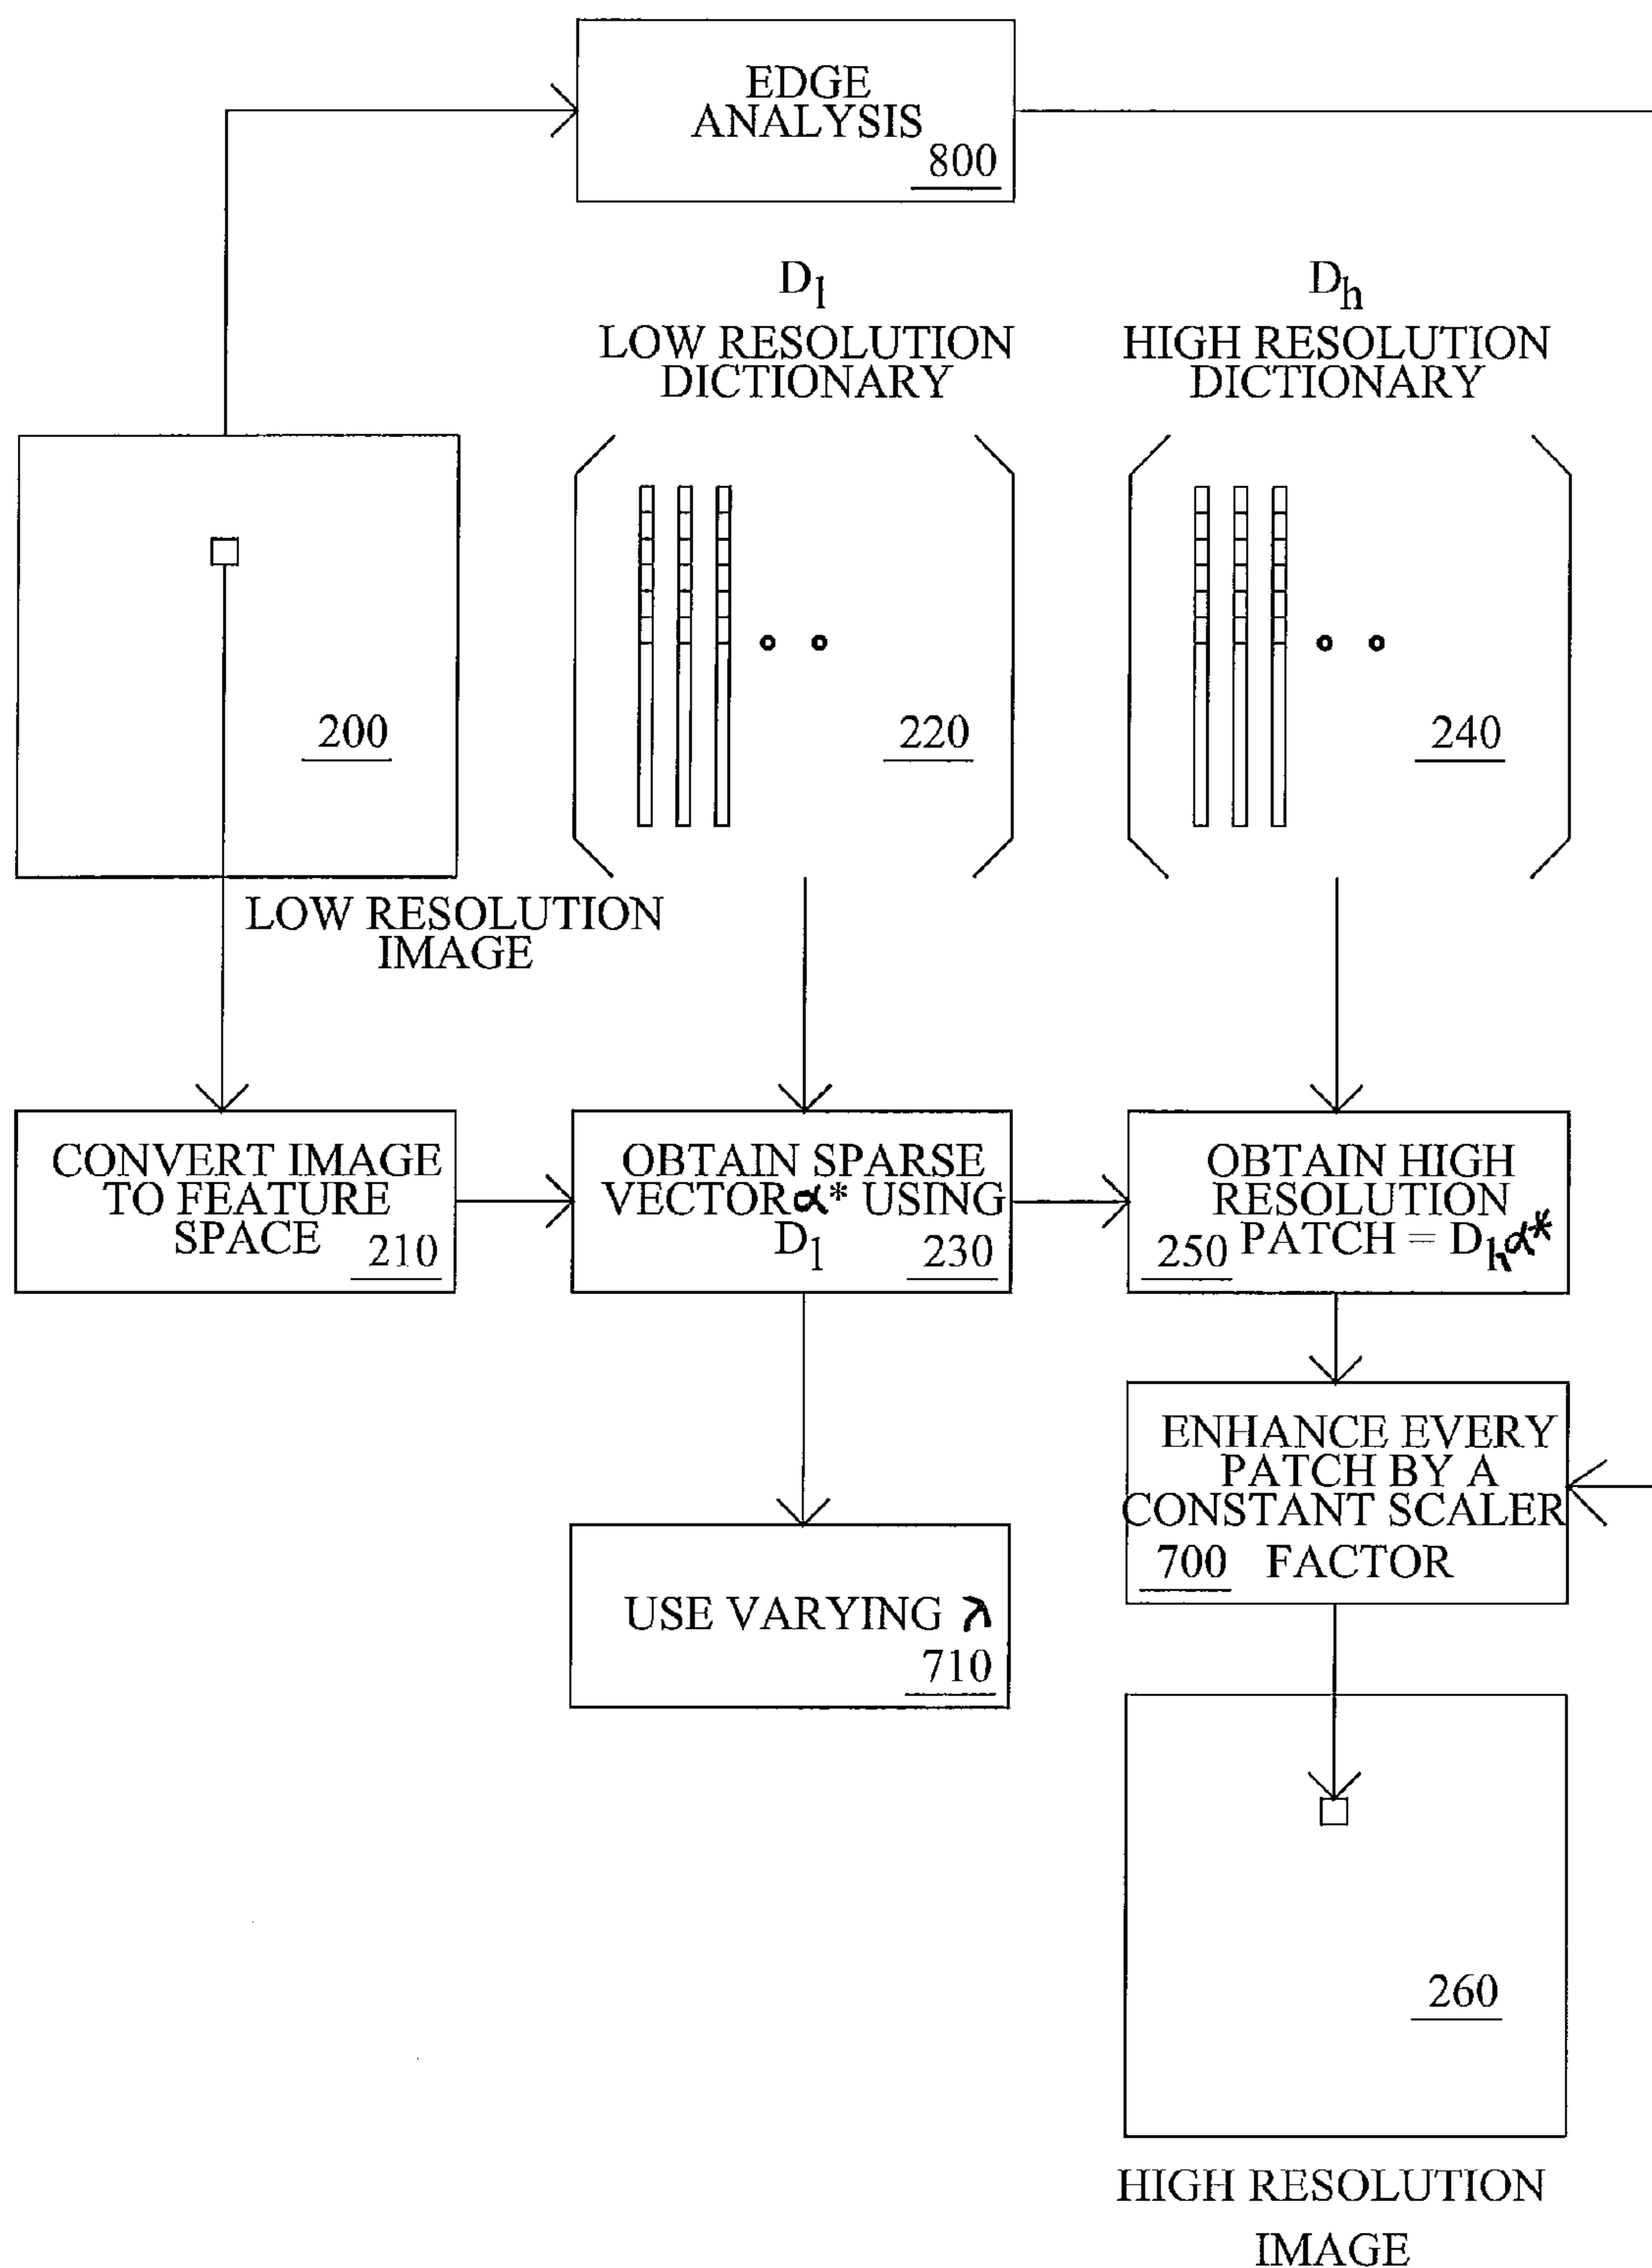 EDGE
ANALYSIS
800
D_l
LOW RESOLUTION
DICTIONARY
D_h
HIGH RESOLUTION
DICTIONARY
200
220
240
LOW RESOLUTION
IMAGE
CONVERT IMAGE
TO FEATURE
SPACE
210
OBTAIN SPARSE
VECTOR α* USING
D_l
230
OBTAIN HIGH
RESOLUTION
PATCH = D_h α*
250
ENHANCE EVERY
PATCH BY A
CONSTANT SCALER
700 FACTOR
USE VARYING λ
710
260
HIGH RESOLUTION
IMAGE